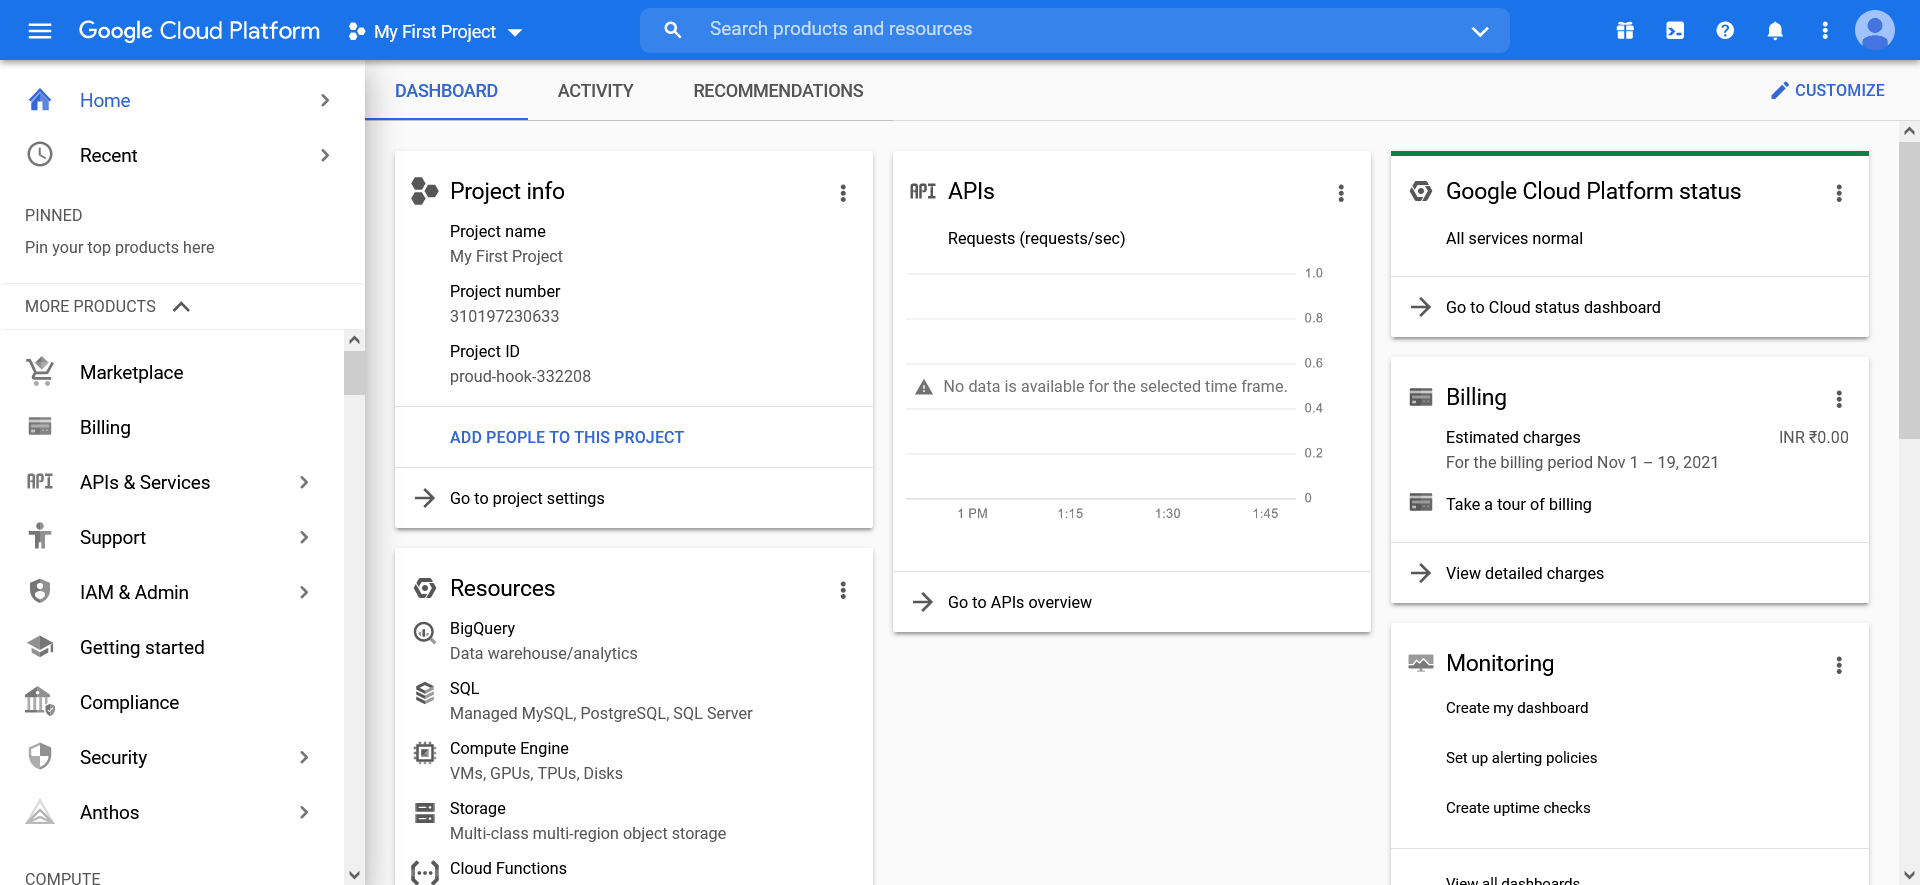 Google Cloud Platform
My First Project
Search products and resources
Home
Recent
PINNED
Pin your top products here
MORE PRODUCTS
Marketplace
Billing
API
APIs & Services
Support
IAM & Admin
Getting started
Compliance
Security
Anthos
COMPUTE
DASHBOARD
ACTIVITY
RECOMMENDATIONS
CUSTOMIZE
Project info
Project name
My First Project
Project number
310197230633
Project ID
proud-hook-332208
ADD PEOPLE TO THIS PROJECT
Go to project settings
Resources
BigQuery
Data warehouse/analytics
SQL
Managed MySQL, PostgreSQL, SQL Server
Compute Engine
VMs, GPUs, TPUs, Disks
Storage
Multi-class multi-region object storage
Cloud Functions
API APIs
Requests (requests/sec)
1.0
0.8
0.6
No data is available for the selected time frame.
0.4
0.2
0
1 PM 1:15 1:30 1:45
Go to APIs overview
Google Cloud Platform status
All services normal
Go to Cloud status dashboard
Billing
Estimated charges INR ₹0.00
For the billing period Nov 1 – 19, 2021
Take a tour of billing
View detailed charges
Monitoring
Create my dashboard
Set up alerting policies
Create uptime checks
View all dashboards